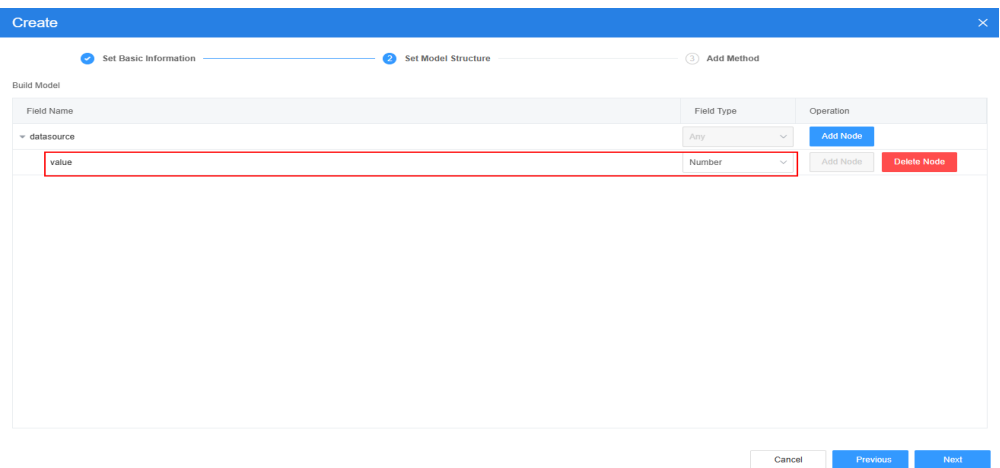 Create
Set Basic Information
2 Set Model Structure
3 Add Method
Build Model
Field Name Field Type Operation
datasource Any Add Node
value Number Add Node Delete Node
Cancel Previous Next